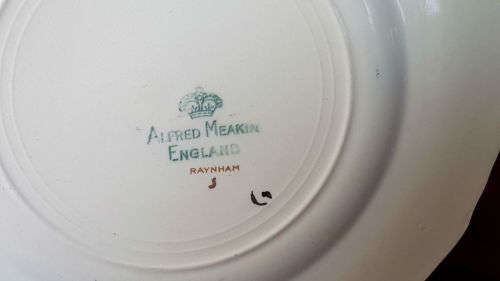 ALFRED MEAKIN
ENGLAND
RAYNHAM
J